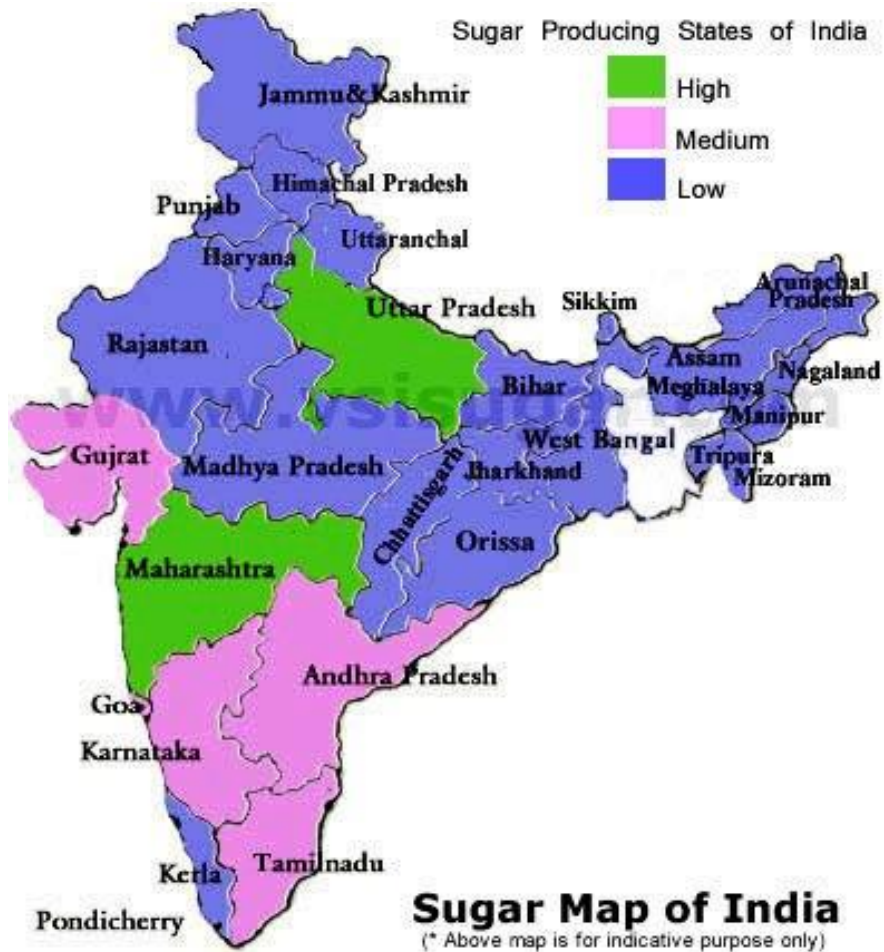 Sugar Producing States of India
High
Medium
Low
Jammu&Kashmir
Himachal Pradesh
Punjab
Uttaranchal
Haryana
Uttar Pradesh
Sikkim
Arunachal
Pradesh
Rajastan
Bihar
Assam
Nagaland
Meghalaya
Manipur
Gujrat
Madhya Pradesh
West Bangal
Jharkhand
Tripura
Mizoram
Chhattisgarh
Orissa
Maharashtra
Andhra Pradesh
Goa
Karnataka
Kerla
Tamilnadu
Pondicherry
Sugar Map of India
(* Above map is for indicative purpose only)